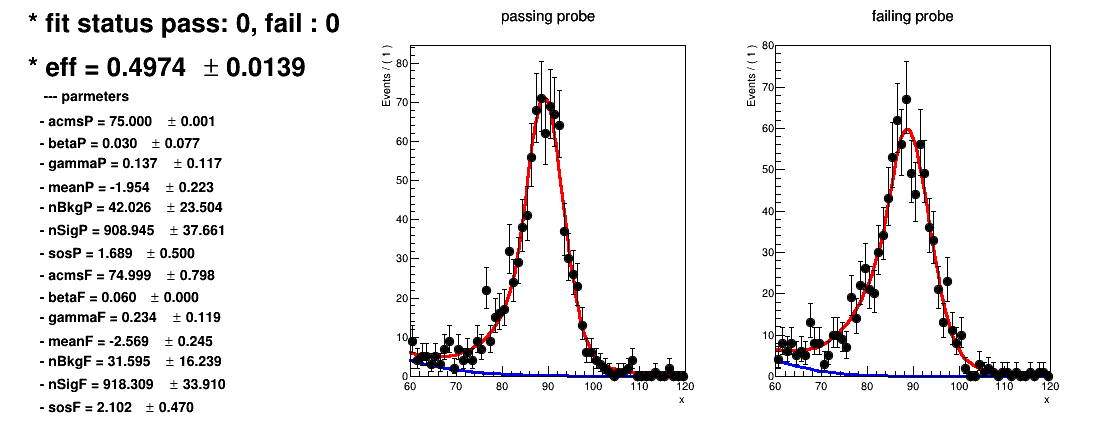 * fit status pass: 0, fail : 0
* eff = 0.4974 ± 0.0139
--- parmeters
- acmsP = 75.000 ± 0.001
- betaP = 0.030 ± 0.077
- gammaP = 0.137 ± 0.117
- meanP = -1.954 ± 0.223
- nBkgP = 42.026 ± 23.504
- nSigP = 908.945 ± 37.661
- sosP = 1.689 ± 0.500
- acmsF = 74.999 ± 0.798
- betaF = 0.060 ± 0.000
- gammaF = 0.234 ± 0.119
- meanF = -2.569 ± 0.245
- nBkgF = 31.595 ± 16.239
- nSigF = 918.309 ± 33.910
- sosF = 2.102 ± 0.470
passing probe
Events / ( 1 )
80
70
60
50
40
30
20
10
0
60 70 80 90 100 110 120
x
failing probe
Events / ( 1 )
80
70
60
50
40
30
20
10
0
60 70 80 90 100 110 120
x